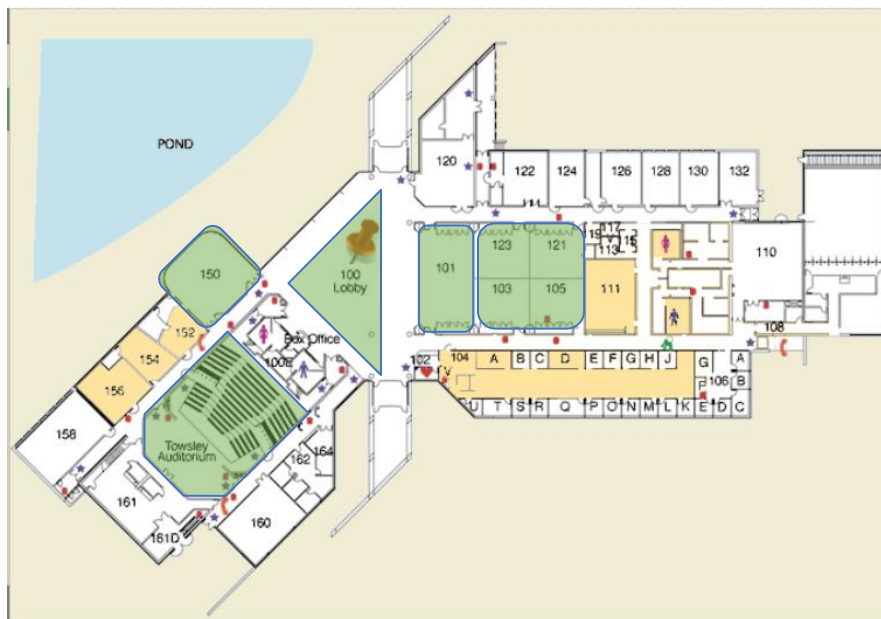 POND
120
122
124
126
128
130
132
150
100
Lobby
101
123
121
103
105
119
117
113
15
111
110
108
152
154
156
158
Box Office
100E
102
104
V
A
B
C
D
E
F
G
H
J
G
F
E
106
A
B
C
D
U
T
S
R
Q
P
O
N
M
L
K
Towsley
Auditorium
164
162
161
160
161D